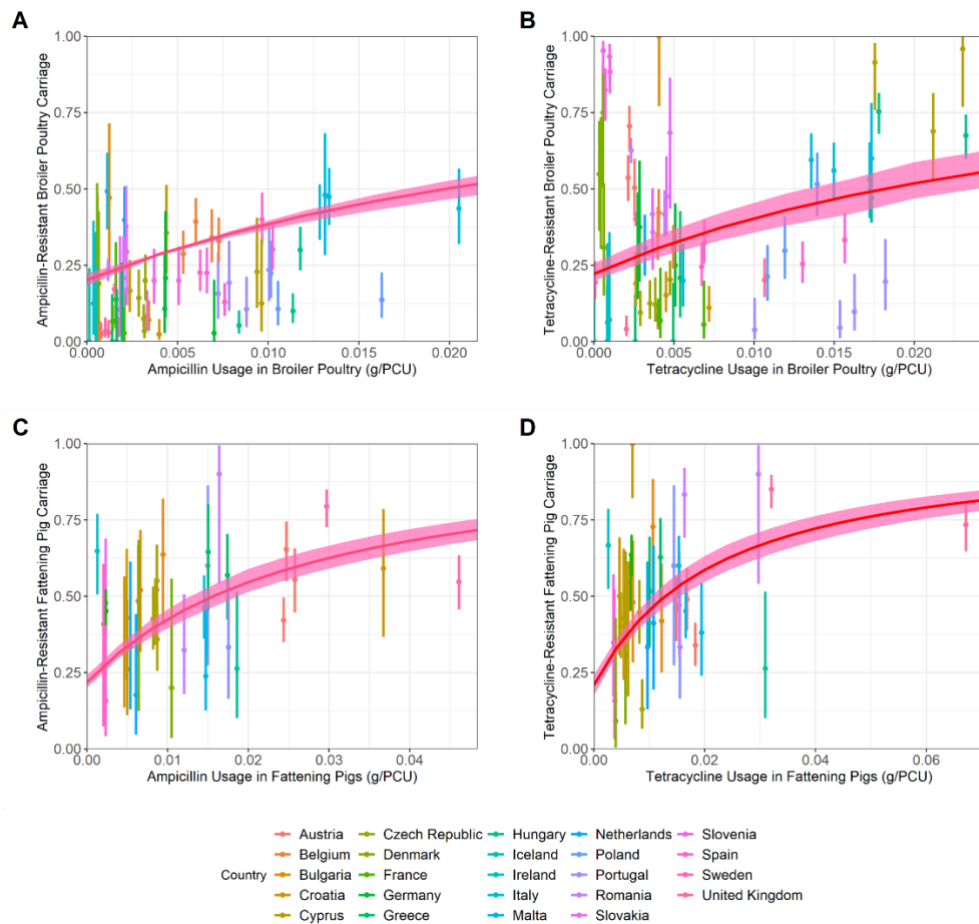 A
B
Ampicillin-Resistant Broiler Poultry Carriage
1.00
0.75
0.50
0.25
0.00
0.000
0.005
0.010
0.015
0.020
Ampicillin Usage in Broiler Poultry (g/PCU)
Tetracycline-Resistant Broiler Poultry Carriage
1.00
0.75
0.50
0.25
0.00
0.000
0.005
0.010
0.015
0.020
Tetracycline Usage in Broiler Poultry (g/PCU)
C
D
Ampicillin-Resistant Fattening Pig Carriage
1.00
0.75
0.50
0.25
0.00
0.00
0.01
0.02
0.03
0.04
Ampicillin Usage in Fattening Pigs (g/PCU)
Tetracycline-Resistant Fattening Pig Carriage
1.00
0.75
0.50
0.25
0.00
0.00
0.02
0.04
0.06
Tetracycline Usage in Fattening Pigs (g/PCU)
Country
Austria
Belgium
Bulgaria
Croatia
Cyprus
Czech Republic
Denmark
France
Germany
Greece
Hungary
Iceland
Ireland
Italy
Malta
Netherlands
Poland
Portugal
Romania
Slovakia
Slovenia
Spain
Sweden
United Kingdom